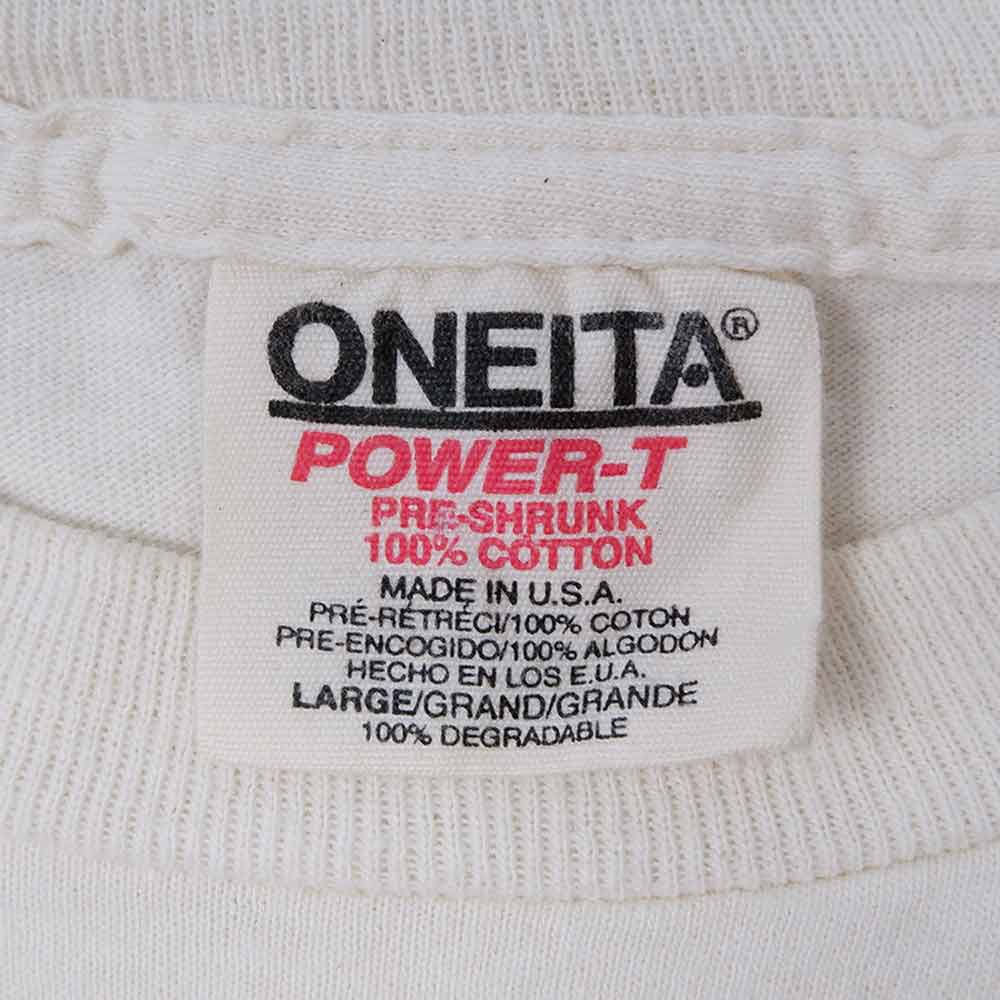 ONEITA®
POWER-T
PRE-SHRUNK
100% COTTON
MADE IN U.S.A.
PRÉ-RÉTRÉCI/100% COTON
PRE-ENCOGIDO/100% ALGODON
HECHO EN LOS E.U.A.
LARGE/GRAND/GRANDE
100% DEGRADABLE